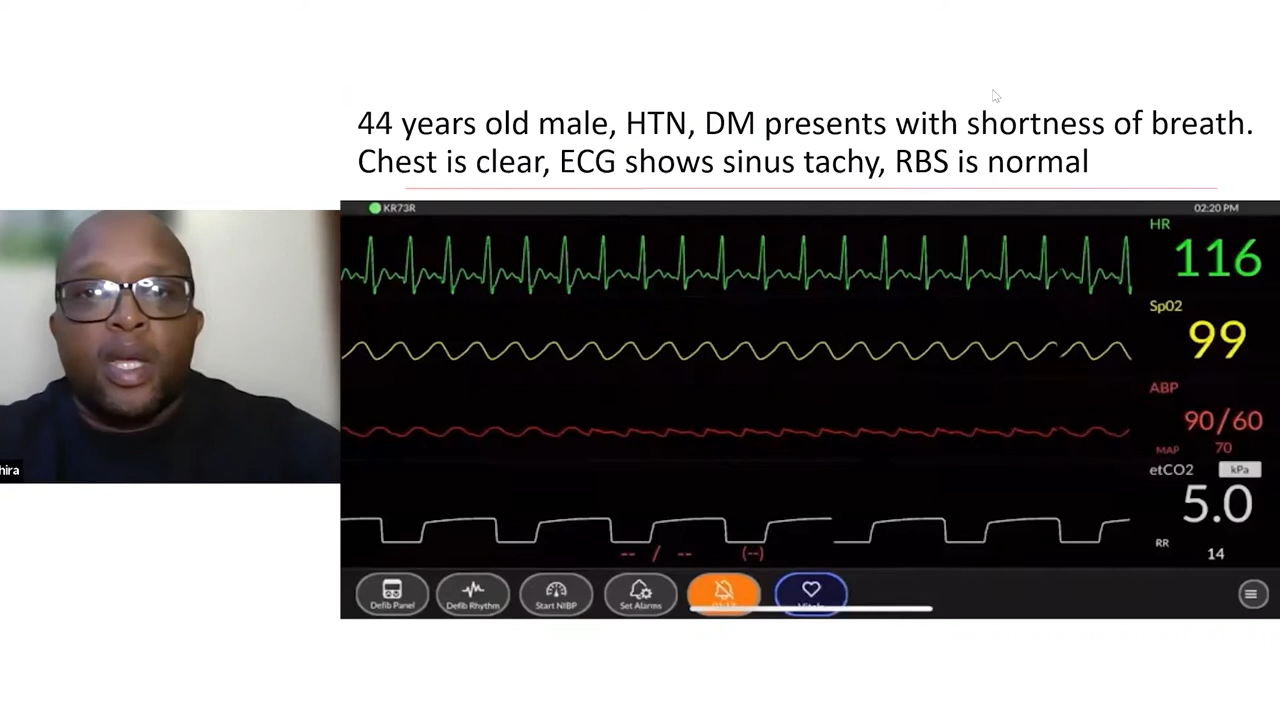 44 years old male, HTN, DM presents with shortness of breath.
Chest is clear, ECG shows sinus tachy, RBS is normal
KR73R
02:20 PM
HR
116
Sp02
99
ABP
90/60
MAP 70
etCO2 kPa
5.0
RR 14
-- / -- (--)
hira
Defib Panel
Defib Rhythm
Start NIBP
Set Alarms